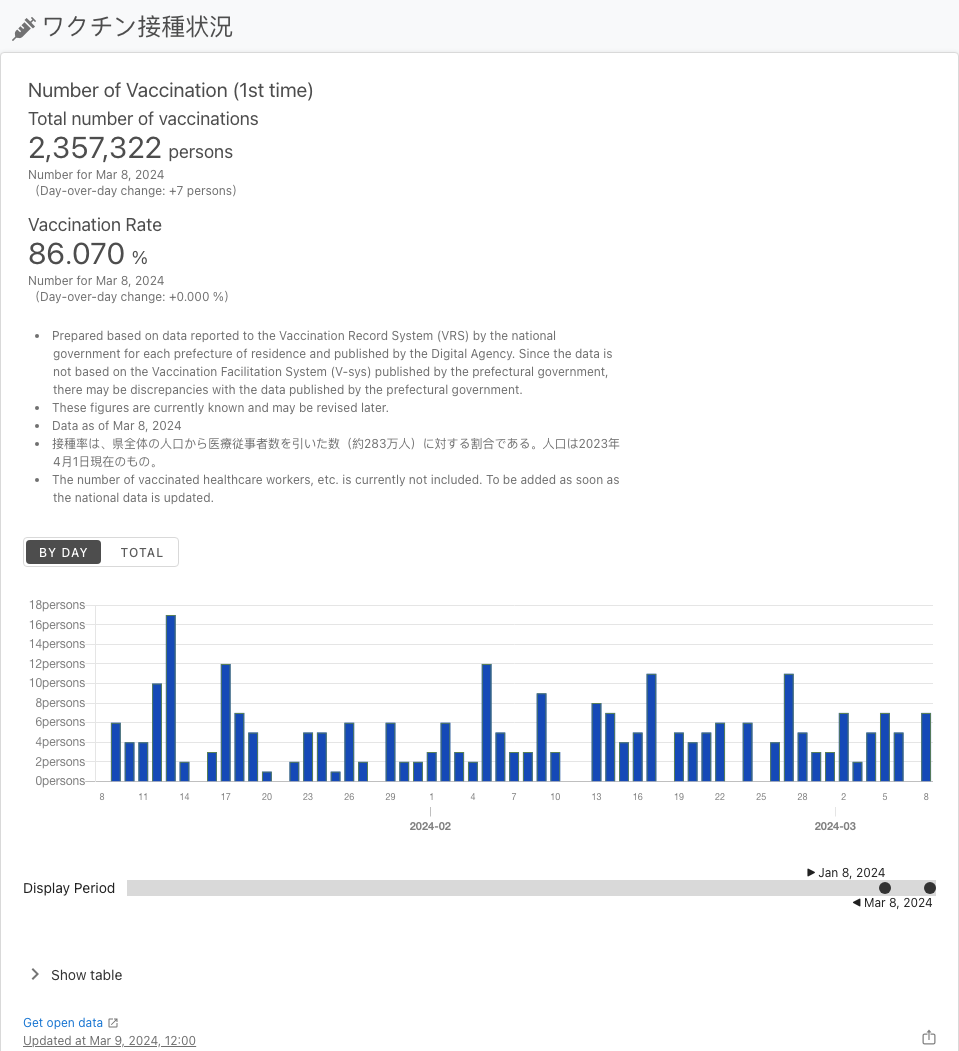 ワクチン接種状況
Number of Vaccination (1st time)
Total number of vaccinations
2,357,322 persons
Number for Mar 8, 2024
(Day-over-day change: +7 persons)
Vaccination Rate
86.070 %
Number for Mar 8, 2024
(Day-over-day change: +0.000 %)
• Prepared based on data reported to the Vaccination Record System (VRS) by the national
government for each prefecture of residence and published by the Digital Agency. Since the data is
not based on the Vaccination Facilitation System (V-sys) published by the prefectural government,
there may be discrepancies with the data published by the prefectural government.
• These figures are currently known and may be revised later.
• Data as of Mar 8, 2024
• 接種率は、県全体の人口から医療従事者数を引いた数（約283万人）に対する割合である。人口は2023年
4月1日現在のもの。
• The number of vaccinated healthcare workers, etc. is currently not included. To be added as soon as
the national data is updated.
BY DAY TOTAL
18persons
16persons
14persons
12persons
10persons
8persons
6persons
4persons
2persons
0persons
8 11 14 17 20 23 26 29 1 4 7 10 13 16 19 22 25 28 2 5 8
2024-02 2024-03
▶ Jan 8, 2024
Display Period
◀ Mar 8, 2024
Show table
Get open data
Updated at Mar 9, 2024, 12:00